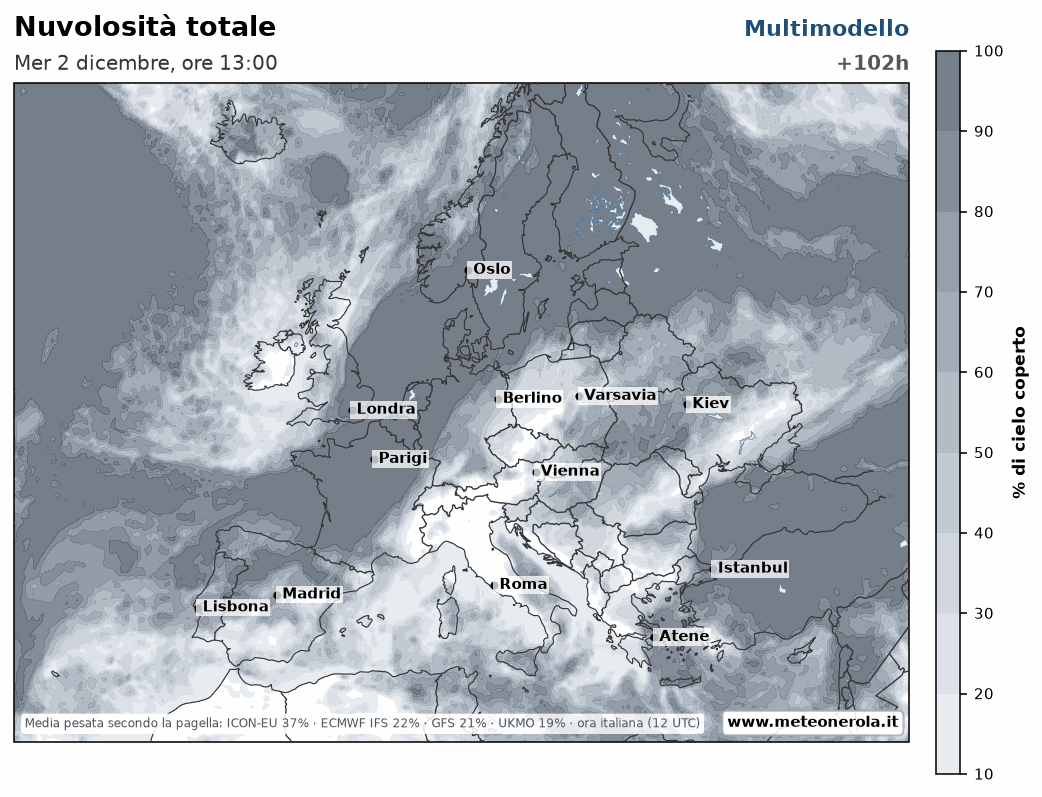 Nuvolosità totale
Multimodello
Mer 2 dicembre, ore 13:00
+102h
100
90
80
70
60
50
40
30
20
10
% di cielo coperto
Oslo
Berlino
Varsavia
Kiev
Londra
Parigi
Vienna
Istanbul
Roma
Madrid
Lisbona
Atene
Media pesata secondo la pagella: ICON-EU 37% · ECMWF IFS 22% · GFS 21% · UKMO 19% · ora italiana (12 UTC)
www.meteonerola.it